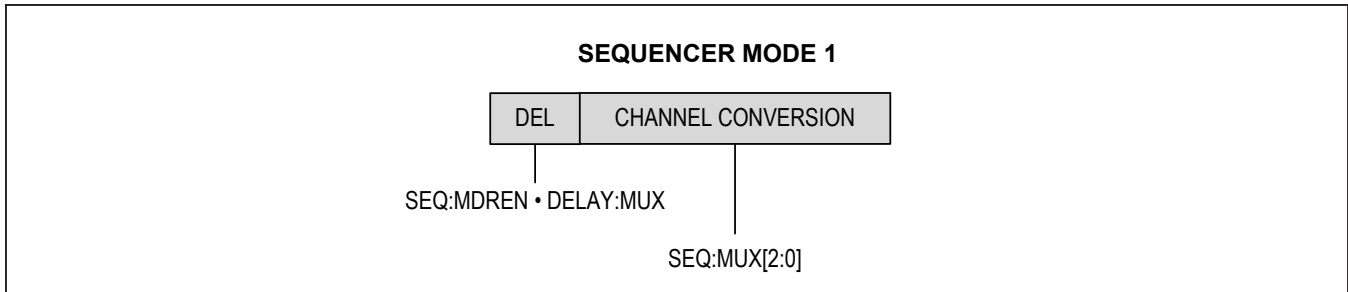 SEQUENCER MODE 1
DEL CHANNEL CONVERSION
SEQ:MDREN • DELAY:MUX
SEQ:MUX[2:0]